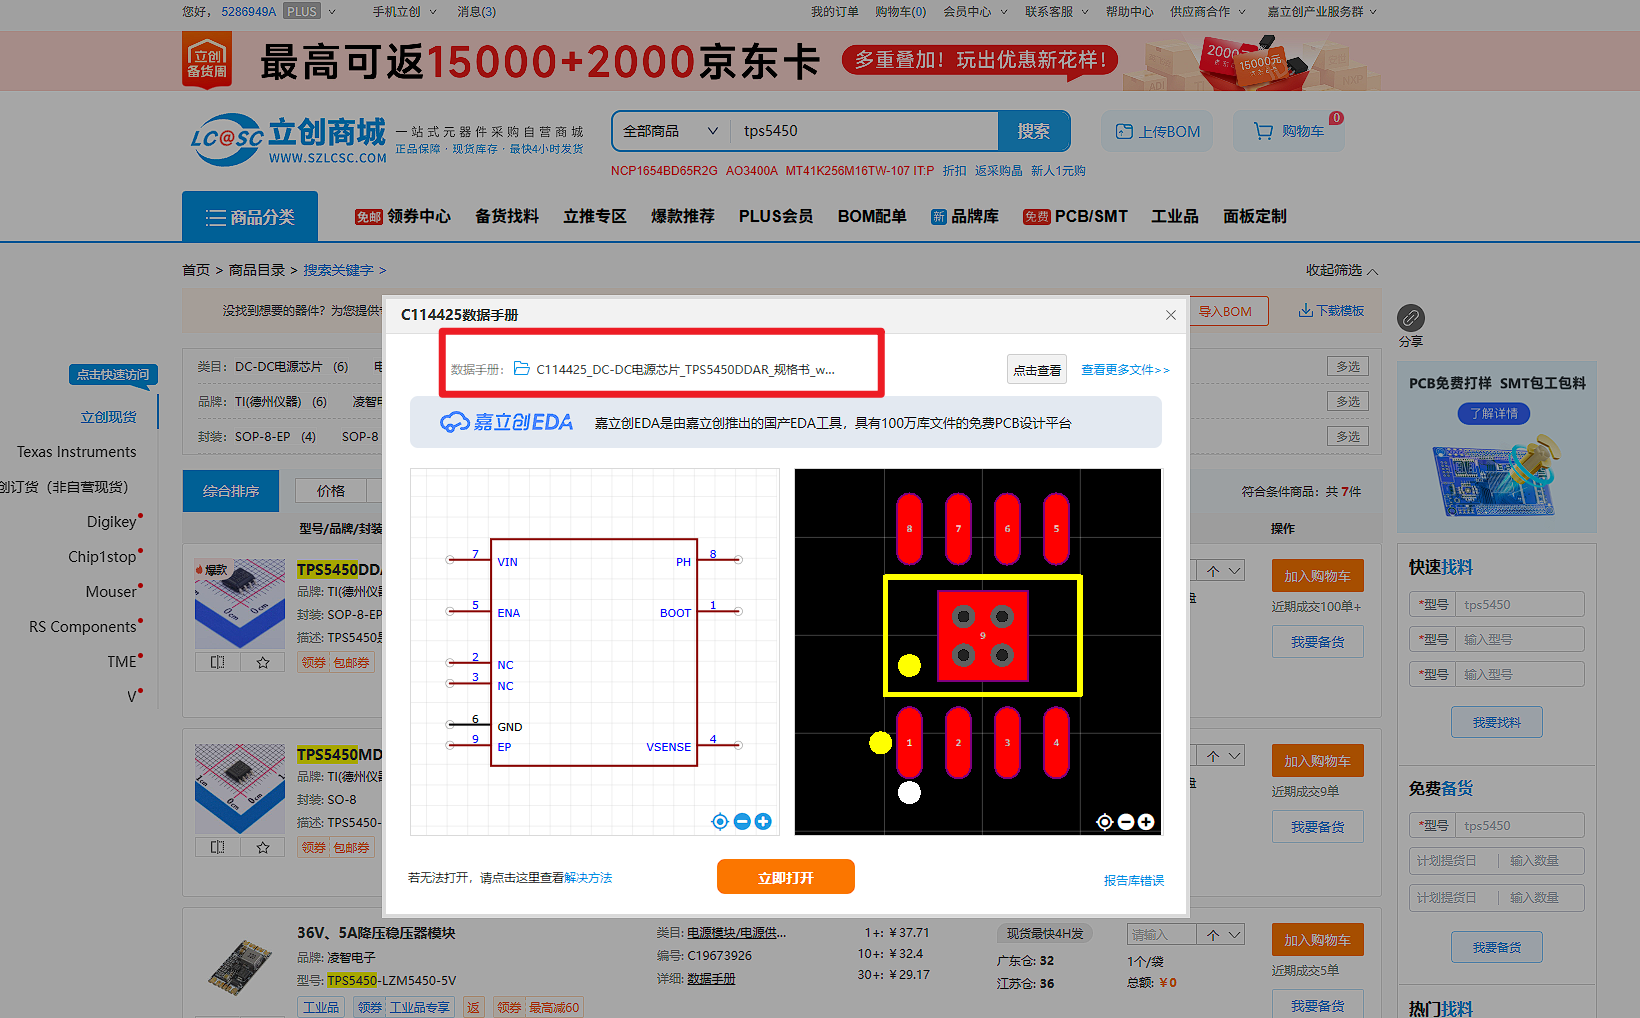 您好， 5286949A PLUS 手机立创 消息(3) 我的订单 购物车(0) 会员中心 联系客服 帮助中心 供应商合作 嘉立创产业服务群
立创 备货周 最高可返15000+2000京东卡 多重叠加！玩出优惠新花样！ 2000元 15000元
LC@SC 立创商城 WWW.SZLCSC.COM
一站式元器件采购自营商城
正品保障·现货库存·最快4小时发货
全部商品 tps5450 搜索 上传BOM 购物车 0
NCP1654BD65R2G AO3400A MT41K256M16TW-107 IT:P 折扣 返采购晶 新人1元购
商品分类 免邮 领券中心 备货找料 立推专区 爆款推荐 PLUS会员 BOM配单 新 品牌库 免费 PCB/SMT 工业品 面板定制
首页 > 商品目录 > 搜索关键字 > 收起筛选
没找到想要的器件？为您提供 导入BOM 下载模板
分享
类目: DC-DC电源芯片 (6) 多选
品牌: TI(德州仪器) (6) 凌智 多选
封装: SOP-8-EP (4) SOP-8 多选
综合排序 价格 符合条件商品：共 7件
型号/品牌/封装 操作
点击快速访问
立创现货
Texas Instruments
创订货（非自营现货）
Digikey
Chip1stop
Mouser
RS Components
TME
V
爆款
TPS5450DD
品牌: TI(德州仪
封装: SOP-8-EP
描述: TPS5450
领券 包邮券
个 加入购物车
近期成交100单+
我要备货
TPS5450MD
品牌: TI(德州仪
封装: SO-8
描述: TPS5450-
领券 包邮券
个 加入购物车
近期成交9单
我要备货
C114425数据手册
数据手册: C114425_DC-DC电源芯片_TPS5450DDAR_规格书_w... 点击查看 查看更多文件>>
嘉立创EDA 嘉立创EDA是由嘉立创推出的国产EDA工具，具有100万库文件的免费PCB设计平台
7 VIN PH 8
5 ENA BOOT 1
2 NC
3 NC
6 GND
9 EP VSENSE 4
8 7 6 5
9
1 2 3 4
若无法打开，请点击这里查看解决方法 立即打开 报告库错误
36V、5A降压稳压器模块
品牌: 凌智电子
型号: TPS5450-LZM5450-5V
工业品 领券 工业品专享 返 领券 最高减60
类目: 电源模块/电源供...
编号: C19673926
详细: 数据手册
1+: ￥37.71
10+: ￥32.4
30+: ￥29.17
现货最快4H发
广东仓: 32
江苏仓: 36
请输入 个
1个/袋
总额: ￥0
加入购物车
近期成交5单
我要备货
PCB免费打样 SMT包工包料
了解详情
快速找料
*型号 tps5450
*型号 输入型号
*型号 输入型号
我要找料
免费备货
*型号 tps5450
计划提货日 输入数量
计划提货日 输入数量
我要备货
热门找料